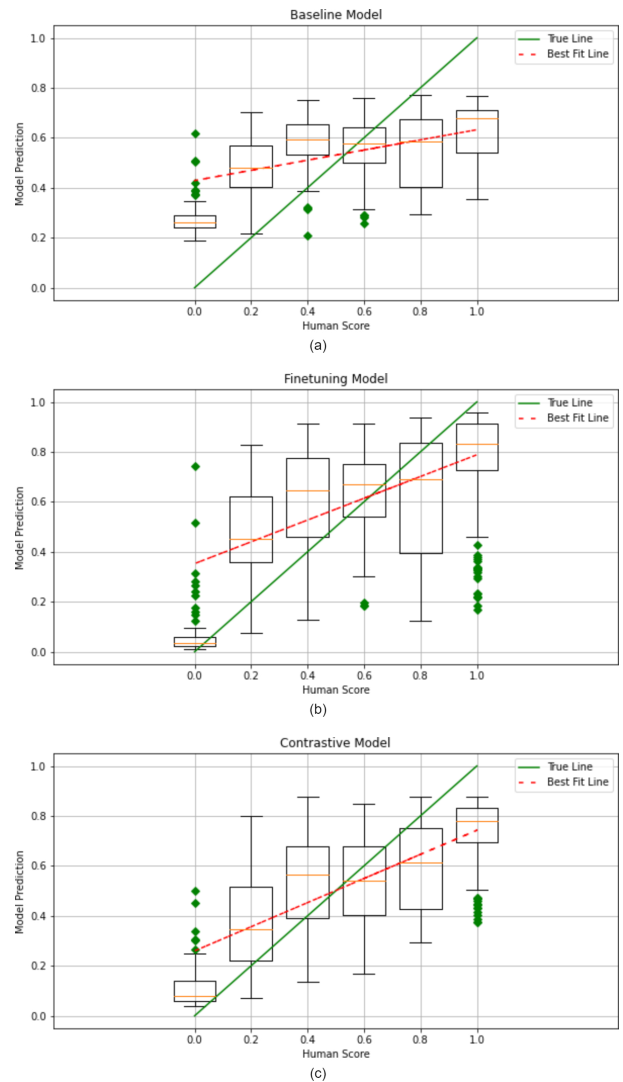 Baseline Model
True Line
Best Fit Line
1.0
0.8
0.6
0.4
0.2
0.0
Model Prediction
0.0 0.2 0.4 0.6 0.8 1.0
Human Score
(a)
Finetuning Model
True Line
Best Fit Line
1.0
0.8
0.6
0.4
0.2
0.0
Model Prediction
0.0 0.2 0.4 0.6 0.8 1.0
Human Score
(b)
Contrastive Model
True Line
Best Fit Line
1.0
0.8
0.6
0.4
0.2
0.0
Model Prediction
0.0 0.2 0.4 0.6 0.8 1.0
Human Score
(c)